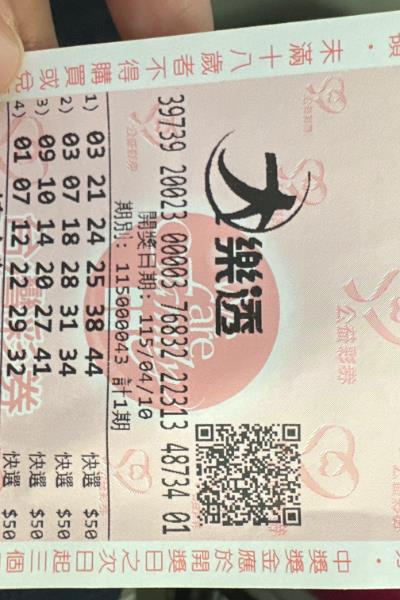 未滿十八歲者不得購買或兌
大樂透
39739 20023 00003 76832 22313 48734 01
開獎日期: 115/04/10
期別: 115000043 計1期
1) 03 21 24 25 38 44 快選 $50
2) 03 07 18 28 31 34 快選 $50
3) 09 10 14 20 27 41 快選 $50
4) 01 07 12 22 29 32 快選 $50
中獎獎金應於開獎日之次日起三個
公益彩券